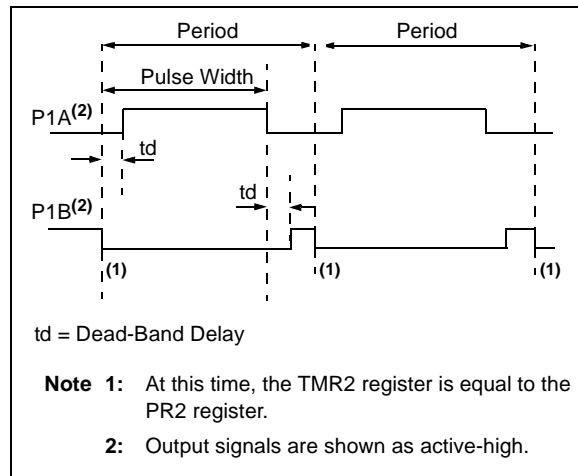 Period Period
Pulse Width
P1A(2)
td
td
P1B(2)
(1) (1) (1)
td = Dead-Band Delay
Note 1: At this time, the TMR2 register is equal to the
PR2 register.
2: Output signals are shown as active-high.